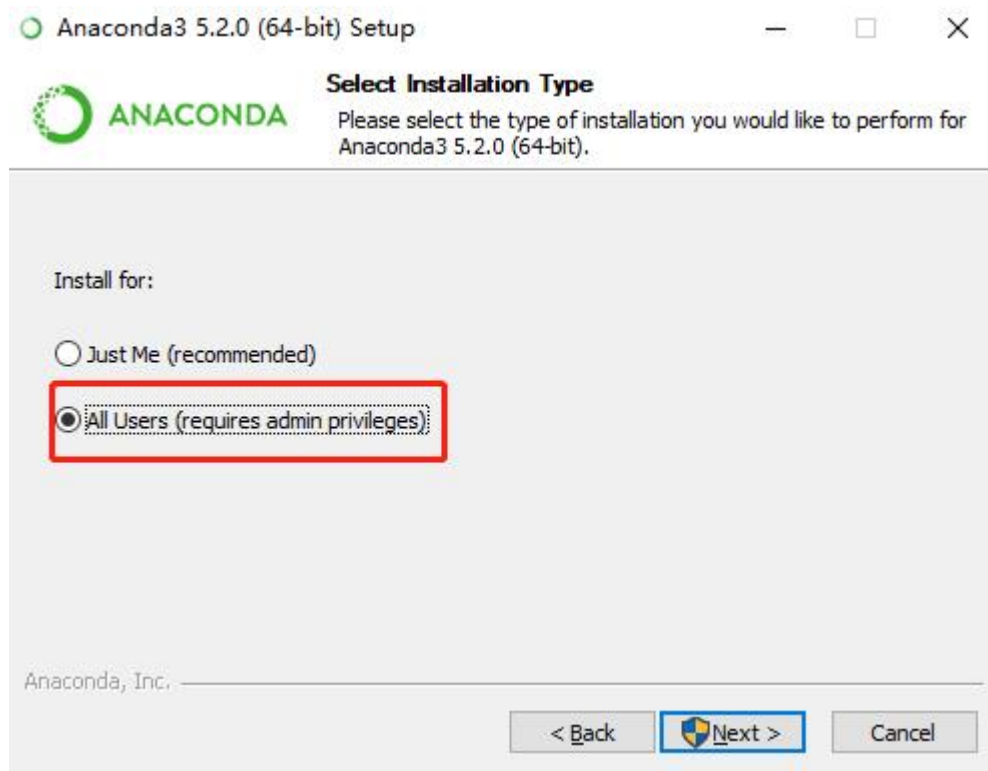 Anaconda3 5.2.0 (64-bit) Setup
ANACONDA
Select Installation Type
Please select the type of installation you would like to perform for
Anaconda3 5.2.0 (64-bit).
Install for:
Just Me (recommended)
All Users (requires admin privileges)
Anaconda, Inc.
< Back
Next >
Cancel